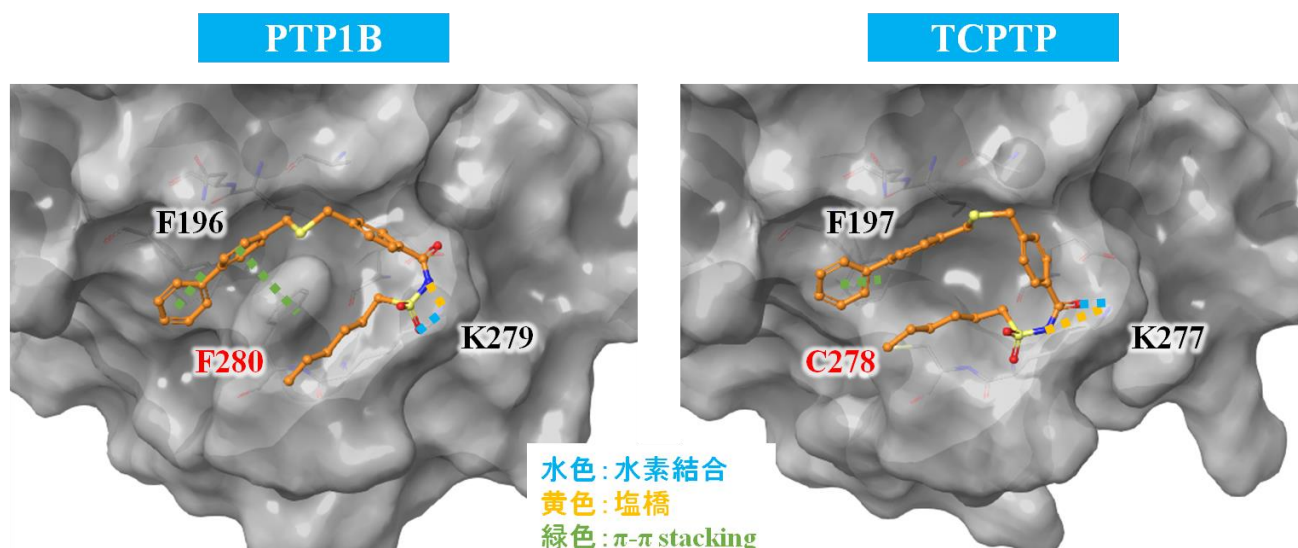 PTP1B
TCPTP
F196
F280
K279
F197
C278
K277
水色：水素結合
黄色：塩橋
緑色：π-π stacking